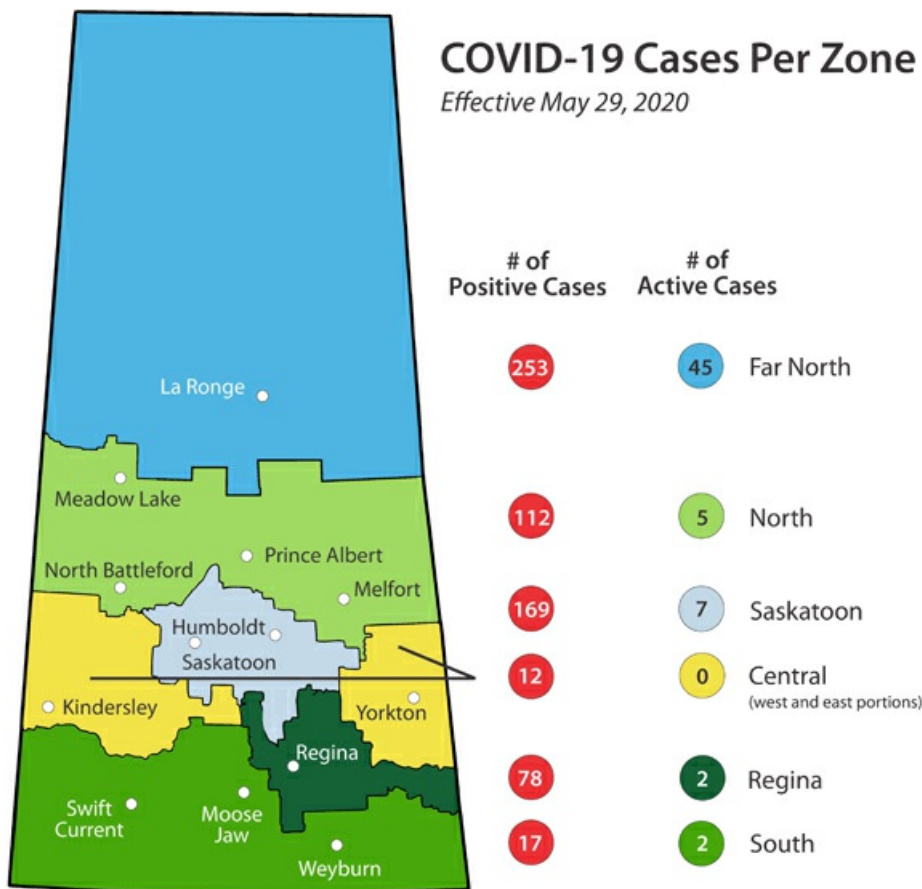 COVID-19 Cases Per Zone
Effective May 29, 2020
# of
Positive Cases
# of
Active Cases
253
45
Far North
La Ronge
Meadow Lake
112
5
North
Prince Albert
North Battleford
Melfort
169
7
Saskatoon
Humboldt
Saskatoon
12
0
Central
(west and east portions)
Kindersley
Yorkton
Regina
78
2
Regina
Swift
Current
Moose
Jaw
17
2
South
Weyburn